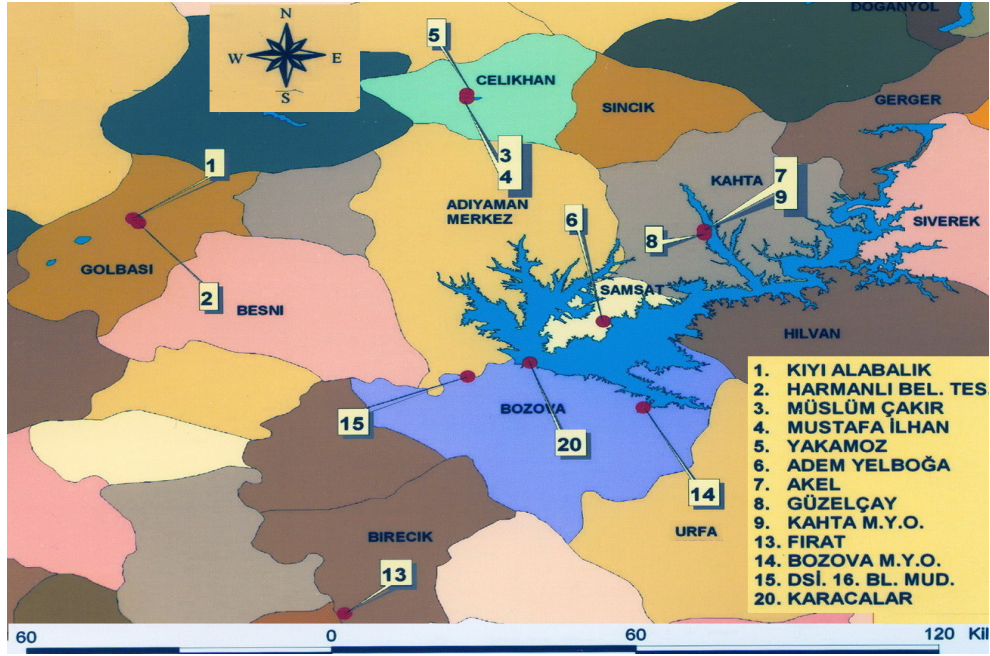 DOGANYOL
N
W E
S
5
CELIKHAN
SINCIK
GERGER
1
3
4
7
9
KAHTA
ADIYAMAN
MERKEZ
6
8
SIVEREK
GOLBASI
2
BESNI
SAMSAT
HILVAN
BOZOVA
15
20
14
URFA
BIRECIK
13
1. KIYI ALABALIK
2. HARMANLI BEL. TES.
3. MÜSLÜM ÇAKIR
4. MUSTAFA İLHAN
5. YAKAMOZ
6. ADEM YELBOĞA
7. AKEL
8. GÜZELÇAY
9. KAHTA M.Y.O.
13. FIRAT
14. BOZOVA M.Y.O.
15. DSİ. 16. BL. MUD.
20. KARACALAR
60 0 60 120 Kil